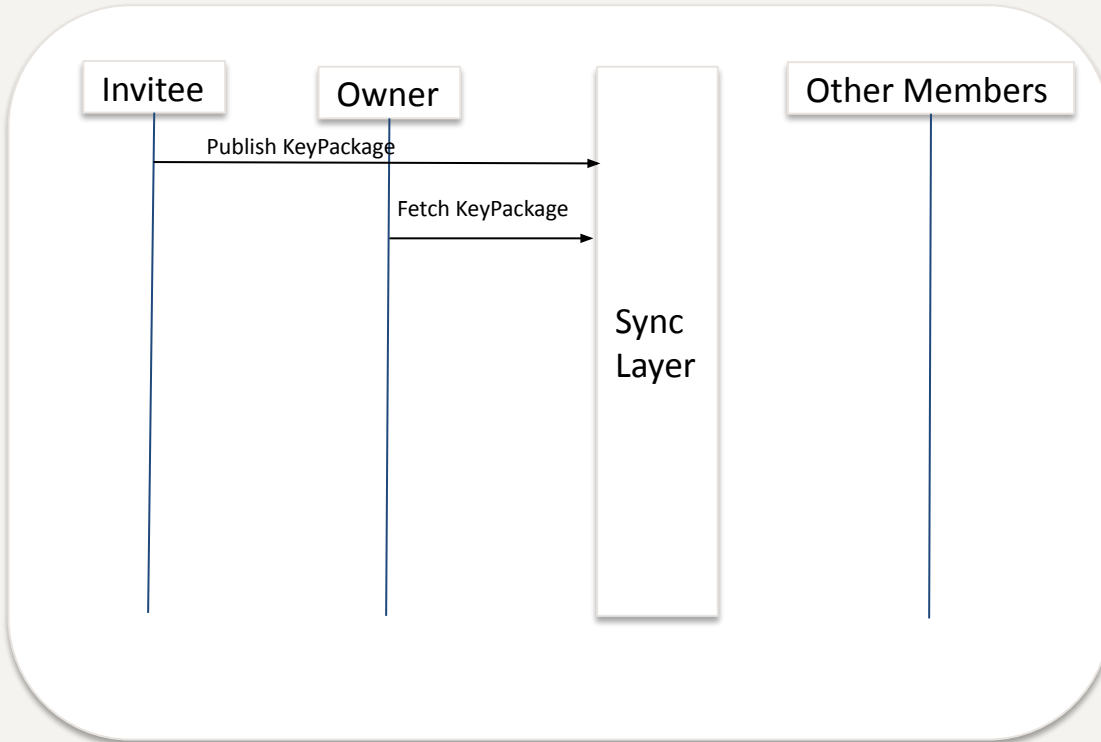 Invitee
Owner
Other Members
Publish KeyPackage
Fetch KeyPackage
Sync
Layer